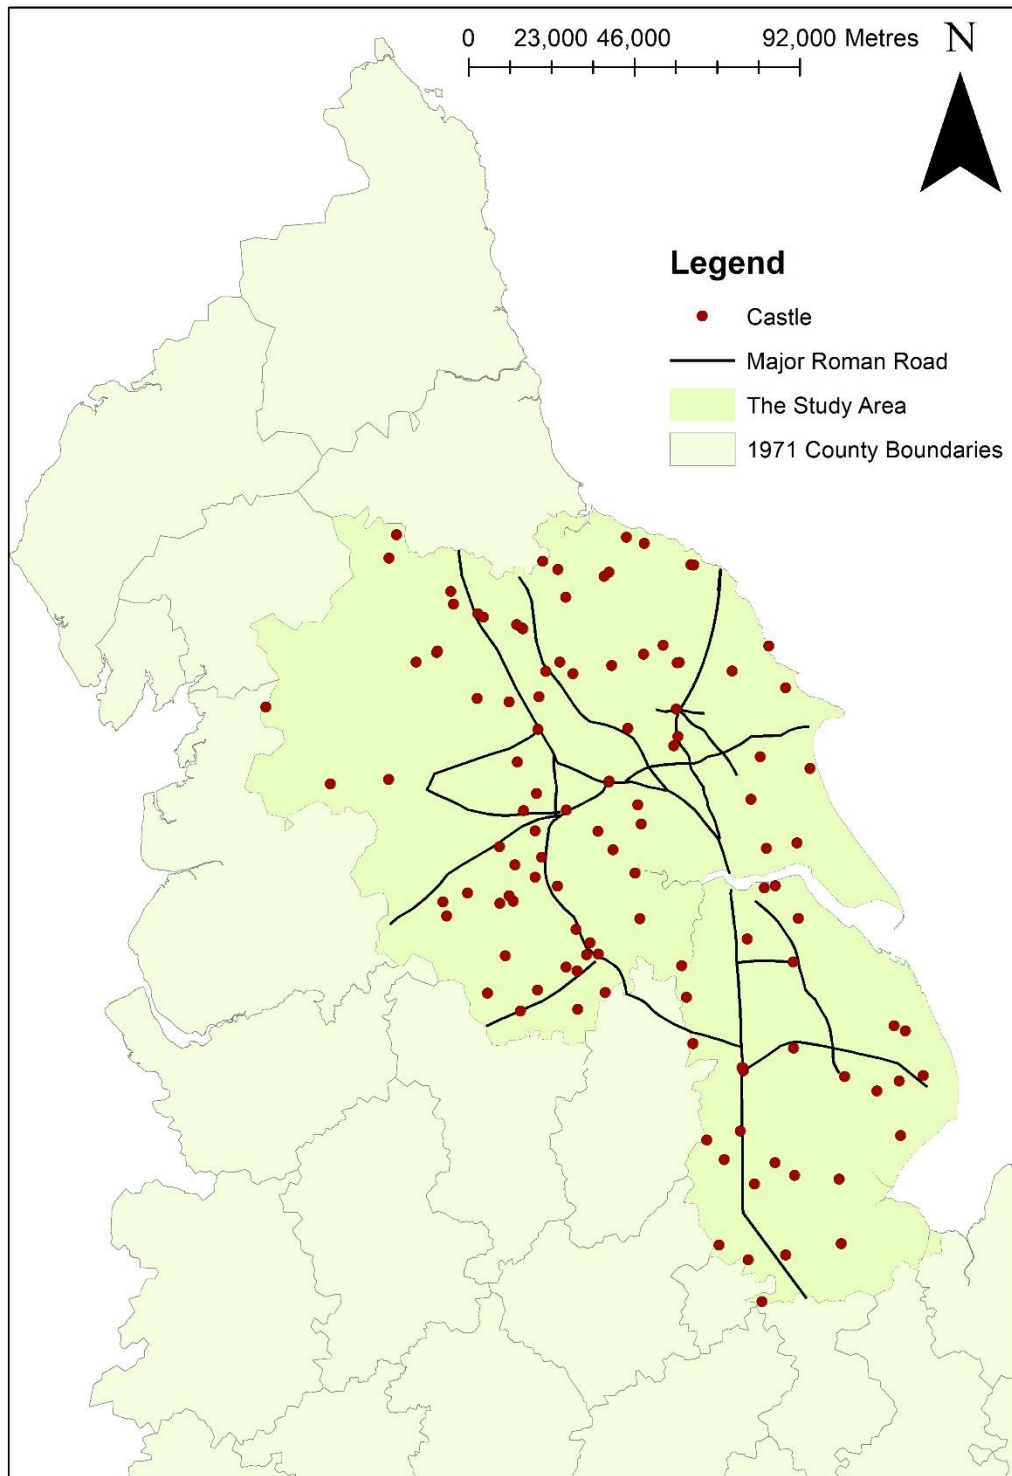 0 23,000 46,000 92,000 Metres N
Legend
Castle
Major Roman Road
The Study Area
1971 County Boundaries